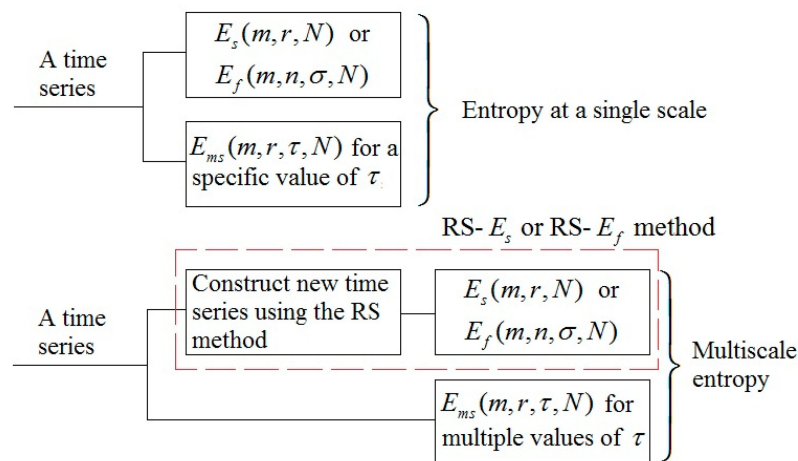 A time
series
E_s(m,r,N) or
E_f(m,n,σ,N)
E_ms(m,r,τ,N) for a
specific value of τ
Entropy at a single scale
RS- E_s or RS- E_f method
A time
series
Construct new time
series using the RS
method
E_s(m,r,N) or
E_f(m,n,σ,N)
E_ms(m,r,τ,N) for
multiple values of τ
Multiscale
entropy